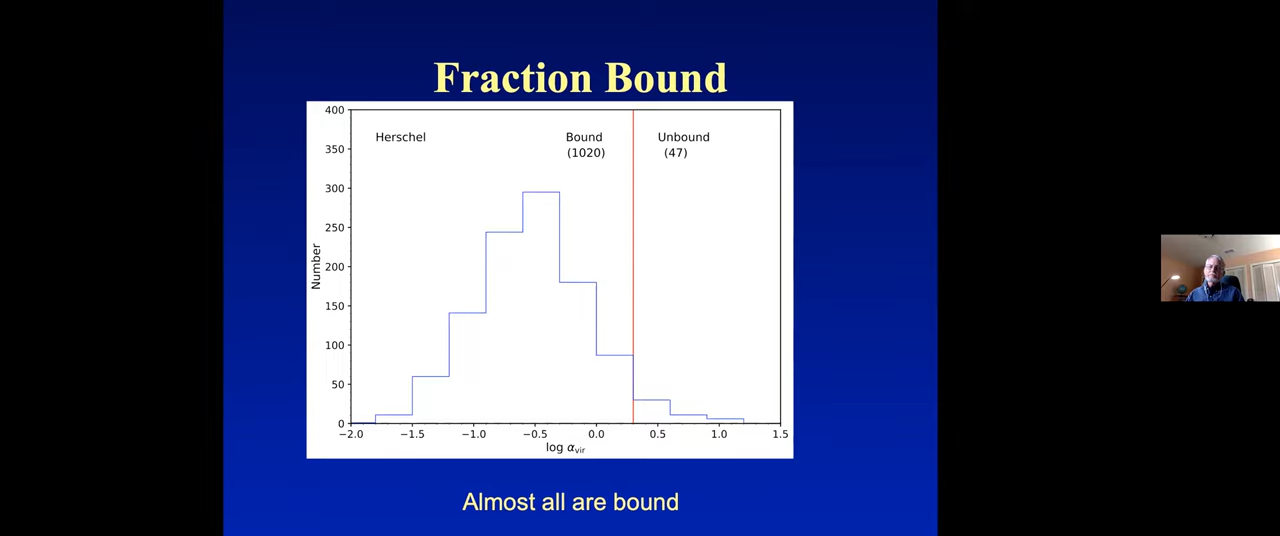 Fraction Bound
400
350
300
250
200
150
100
50
0
Number
Herschel
Bound
(1020)
Unbound
(47)
−2.0 −1.5 −1.0 −0.5 0.0 0.5 1.0 1.5
log αvir
Almost all are bound